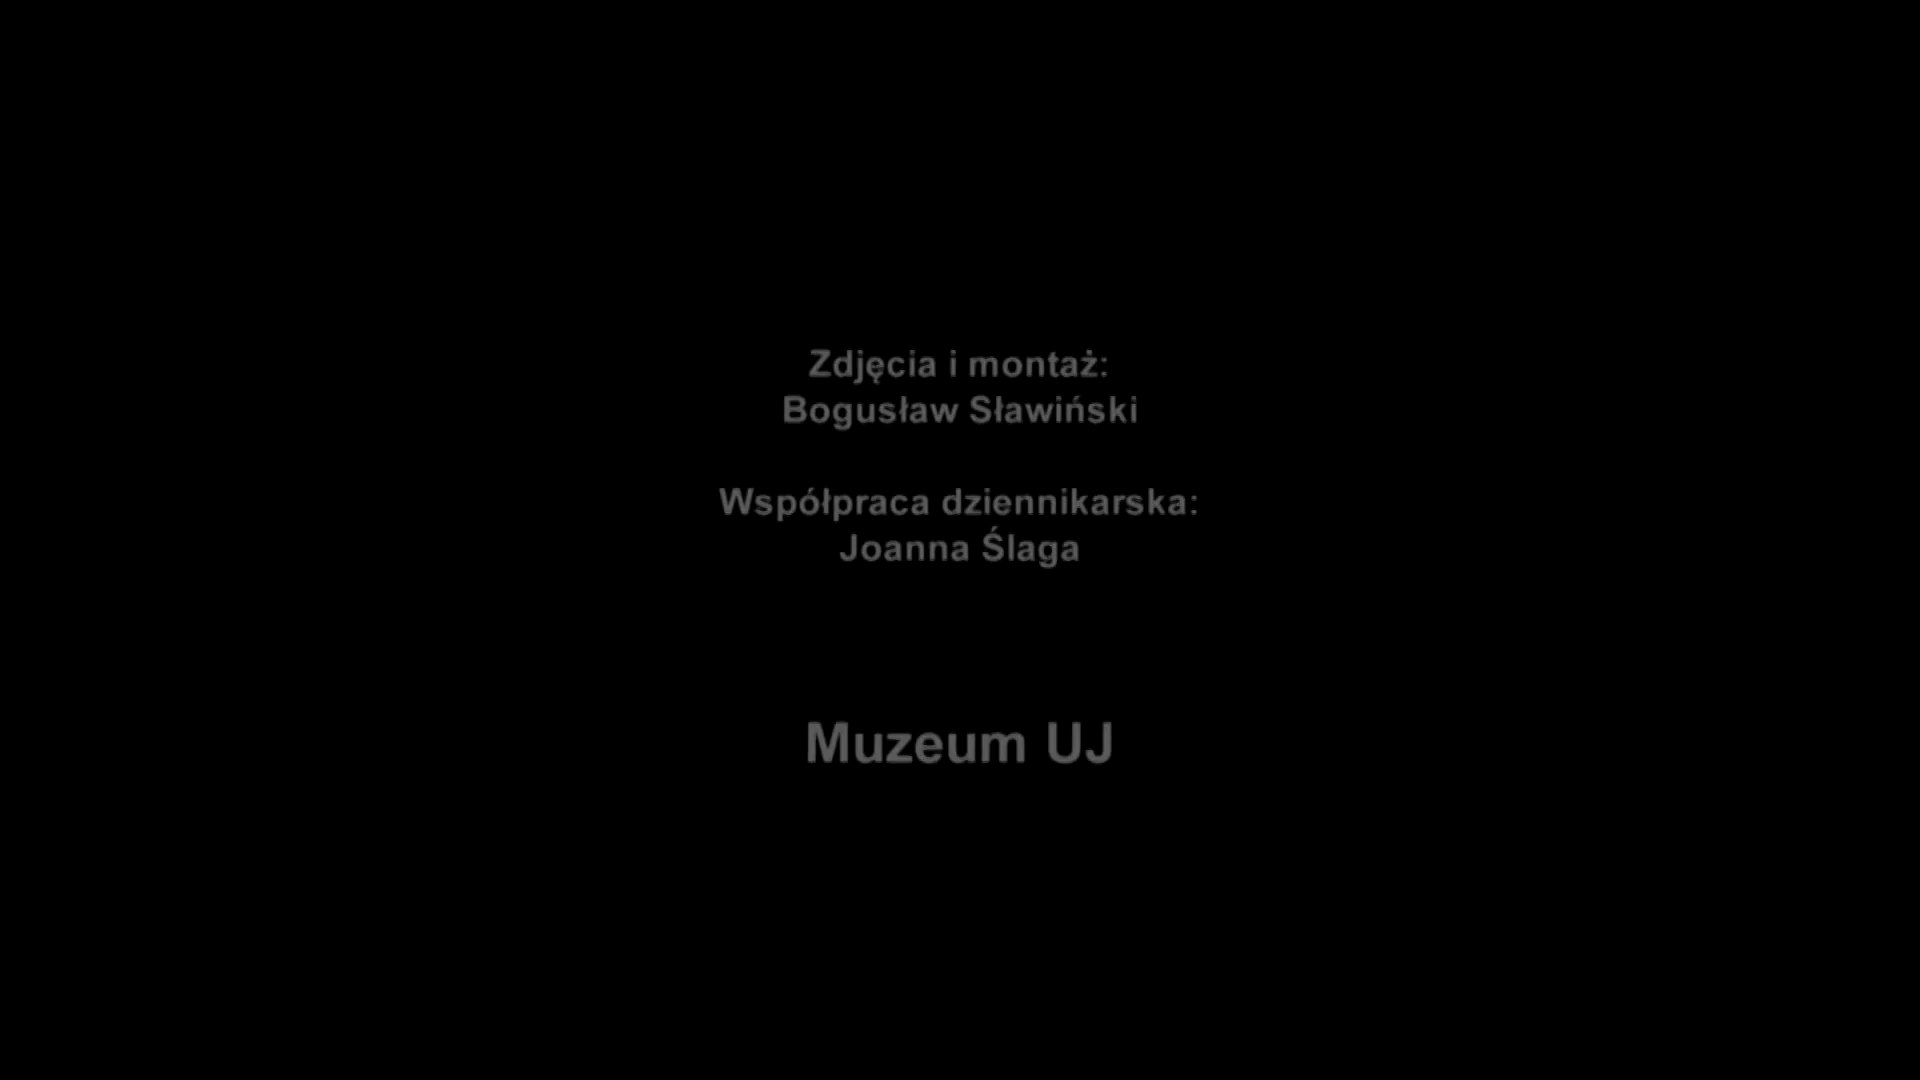 Zdjęcia i montaż:
Bogusław Sławiński
Współpraca dziennikarska:
Joanna Ślaga
Muzeum UJ